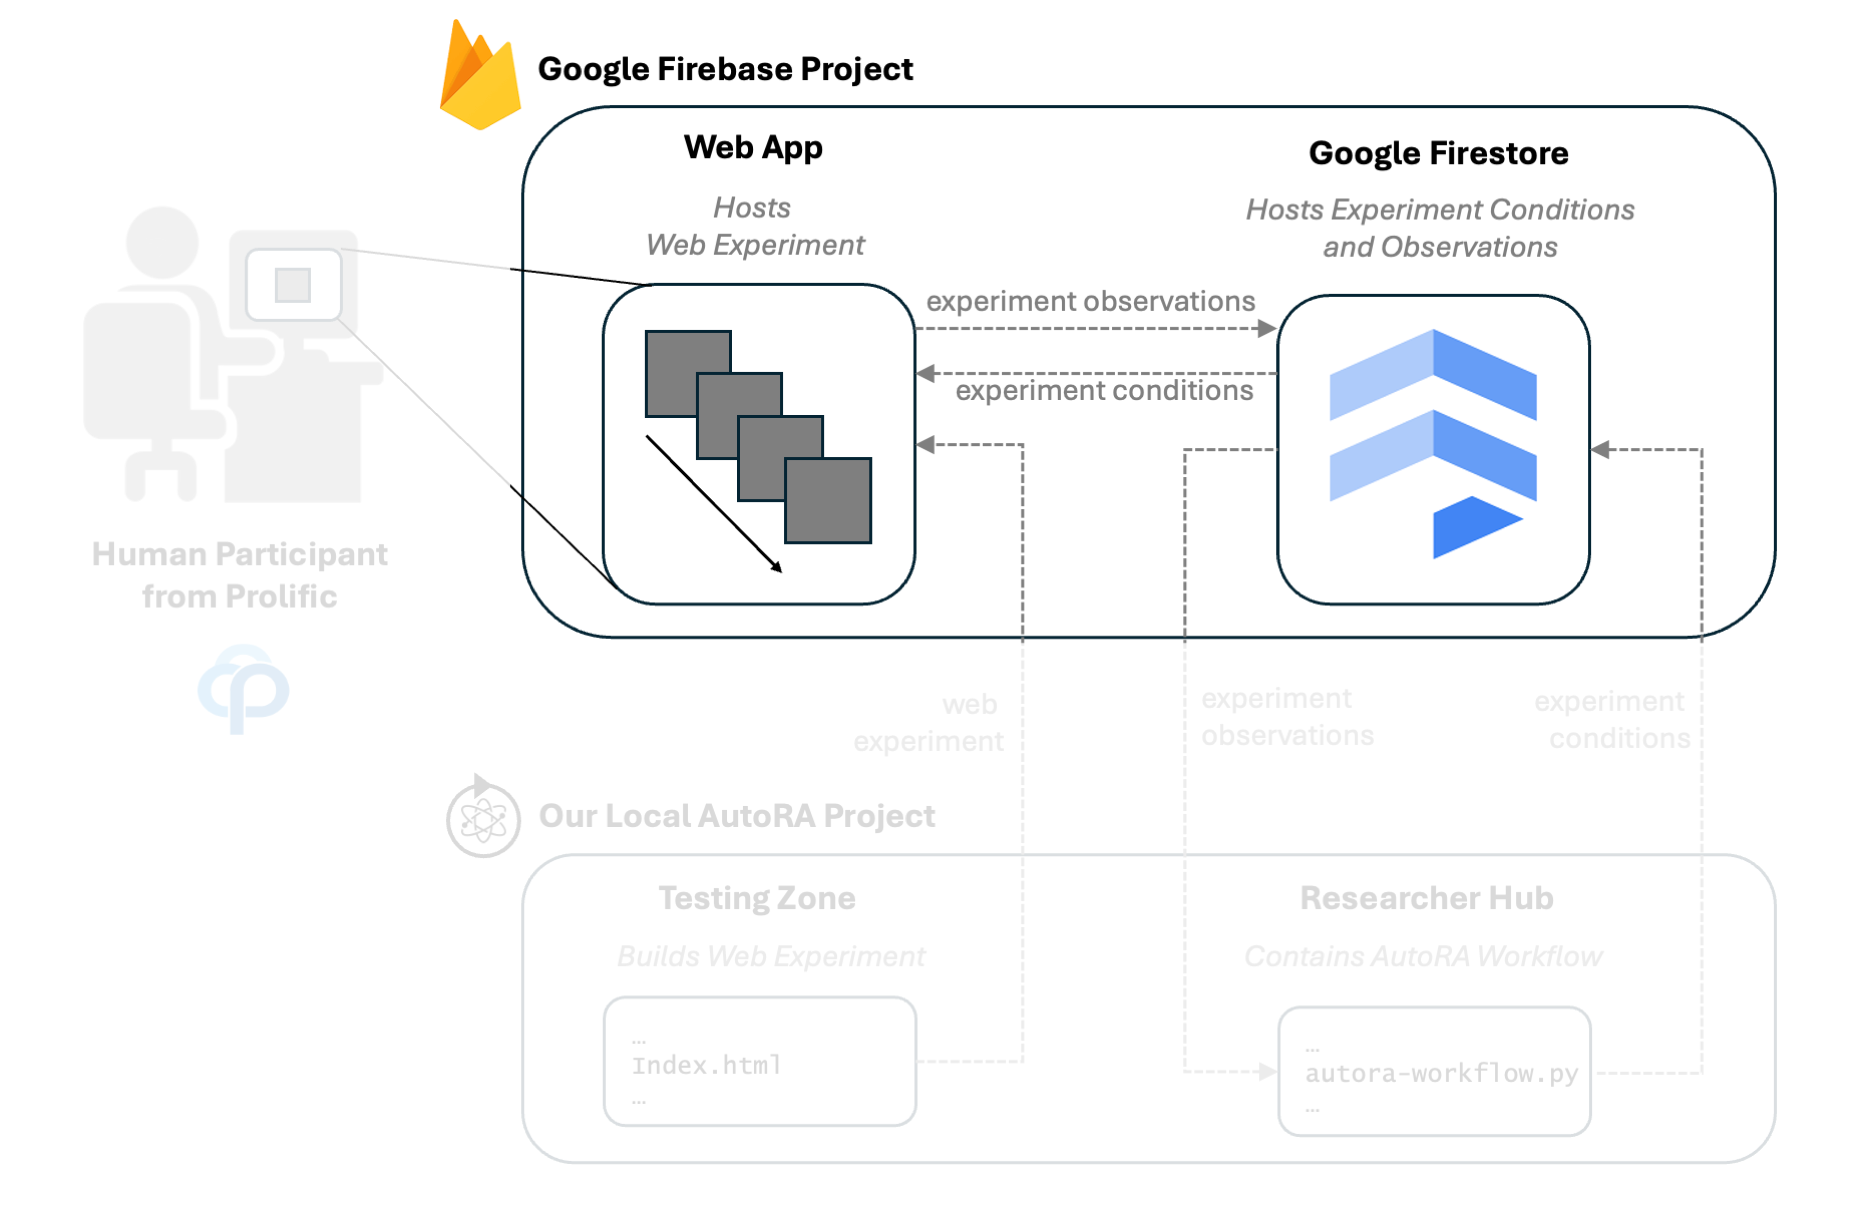 Google Firebase Project
Web App
Hosts
Web Experiment
Google Firestore
Hosts Experiment Conditions
and Observations
experiment observations
experiment conditions
Human Participant
from Prolific
web
experiment
experiment
observations
experiment
conditions
Our Local AutoRA Project
Testing Zone
Builds Web Experiment
...
Index.html
...
Researcher Hub
Contains AutoRA Workflow
...
autora-workflow.py
...